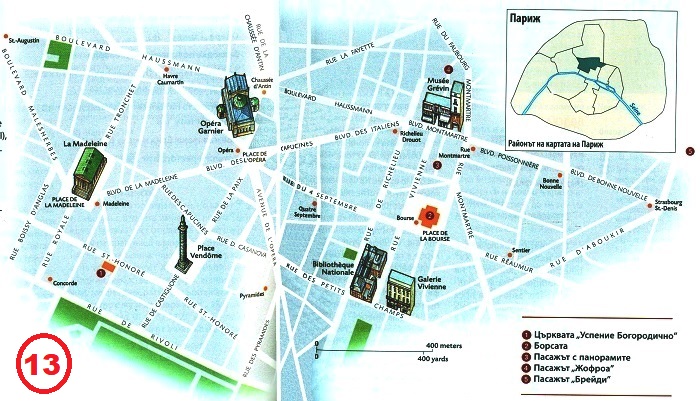 St.-Augustin
BOULEVARD
HAUSSMANN
BOULEVARD MALESHERBES
RUE TRONCHET
Havre
Caumartin
RUE DE LA
CHAUSSÉE
D'ANTIN
Chaussée
d'Antin
Opéra
Garnier
Opéra
PLACE DE
L'OPÉRA
BLVD. DES
CAPUCINES
La Madeleine
PLACE DE
LA MADELEINE
Madeleine
BLVD. DE LA MADELEINE
RUE DES CAPUCINES
RUE DE LA PAIX
AVENUE DE L'OPÉRA
RUE D. CASANOVA
Place
Vendôme
RUE BOISSY D'ANGLAS
RUE ROYALE
RUE ST-HONORÉ
1
Concorde
RUE DE CASTIGLIONE
RUE ST-HONORÉ
Pyramides
RUE DES PYRAMIDES
RUE DE RIVOLI
13
RUE LA FAYETTE
BOULEVARD HAUSSMANN
RUE DU FAUBOURG
MONTMARTRE
4
Musée
Grévin
BLVD DES ITALIENS
Richelieu
Drouot
BLVD. MONTMARTRE
Rue
Montmartre
BLVD. POISSONNIÈRE
Bonne
Nouvelle
BLVD. DE BONNE NOUVELLE
5
Strasbourg
St.-Denis
3
RUE DE RICHELIEU
RUE VIVIENNE
RUE MONTMARTRE
RUE DU 4 SEPTEMBRE
Quatre
Septembre
Bourse
2
PLACE DE
LA BOURSE
Sentier
RUE RÉAUMUR
RUE D'ABOUKIR
Bibliothèque
Nationale
Galerie
Vivienne
RUE DES PETITS CHAMPS
0
400 meters
0
400 yards
Париж
Seine
Районът на картата на Париж
1 Църквата „Успение Богородично“
2 Борсата
3 Пасажът с панорамите
4 Пасажът „Жофроа“
5 Пасажът „Брейди“